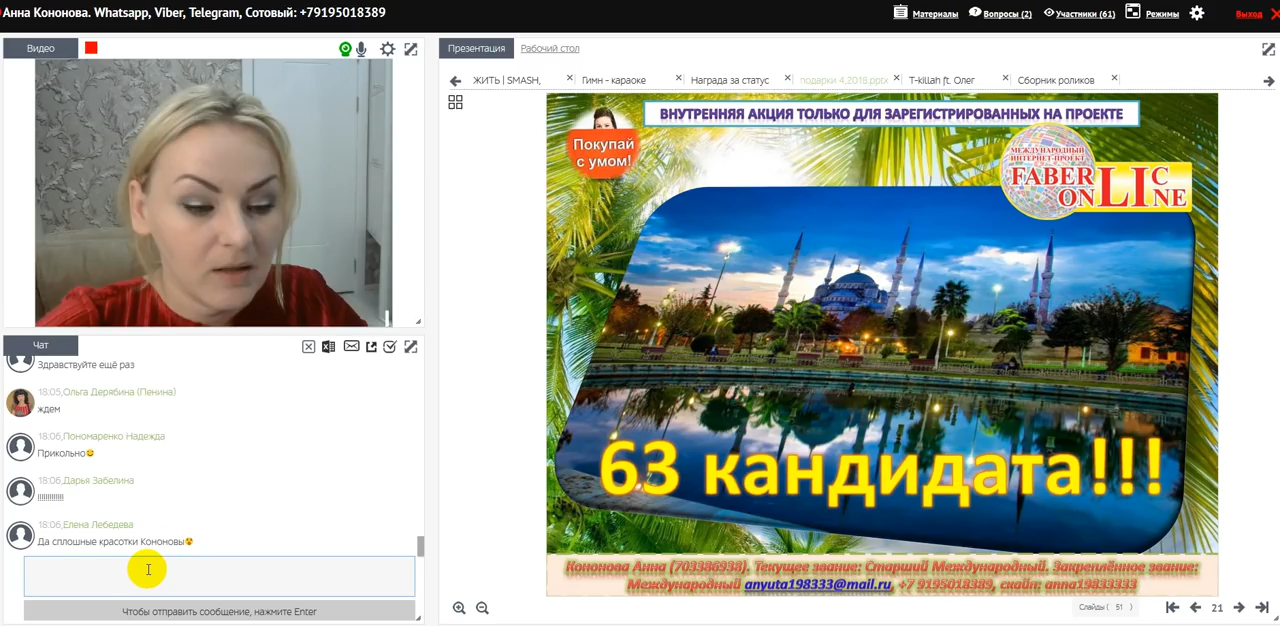 Анна Кононова. Whatsapp, Viber, Telegram, Сотовый: +79195018389
Материалы Вопросы (2) Участники (61) Режимы Выход
Видео
Презентация Рабочий стол
ЖИТЬ | SMASH, Гимн - караоке Награда за статус подарки 4,2018.pptx T-killah ft. Олег Сборник роликов
ВНУТРЕННЯЯ АКЦИЯ ТОЛЬКО ДЛЯ ЗАРЕГИСТРИРОВАННЫХ НА ПРОЕКТЕ
Покупай
с умом!
МЕЖДУНАРОДНЫЙ
ИНТЕРНЕТ-ПРОЕКТ
FABERLIC
ONLINE
63 кандидата!!!
Кононова Анна (703386938). Текущее звание: Старший Международный. Закреплённое звание:
Международный anyuta198333@mail.ru, +7 9195018389, скайп: anna19833333
Слайды ( 51 )
21
Чат
Здравствуйте ещё раз
18:05, Ольга Дерябина (Пенина)
ждем
18:06, Пономаренко Надежда
Прикольно😊
18:06, Дарья Забелина
!!!!!!!!!!!!!
18:06, Елена Лебедева
Да сплошные красотки Кононовы😍
Чтобы отправить сообщение, нажмите Enter